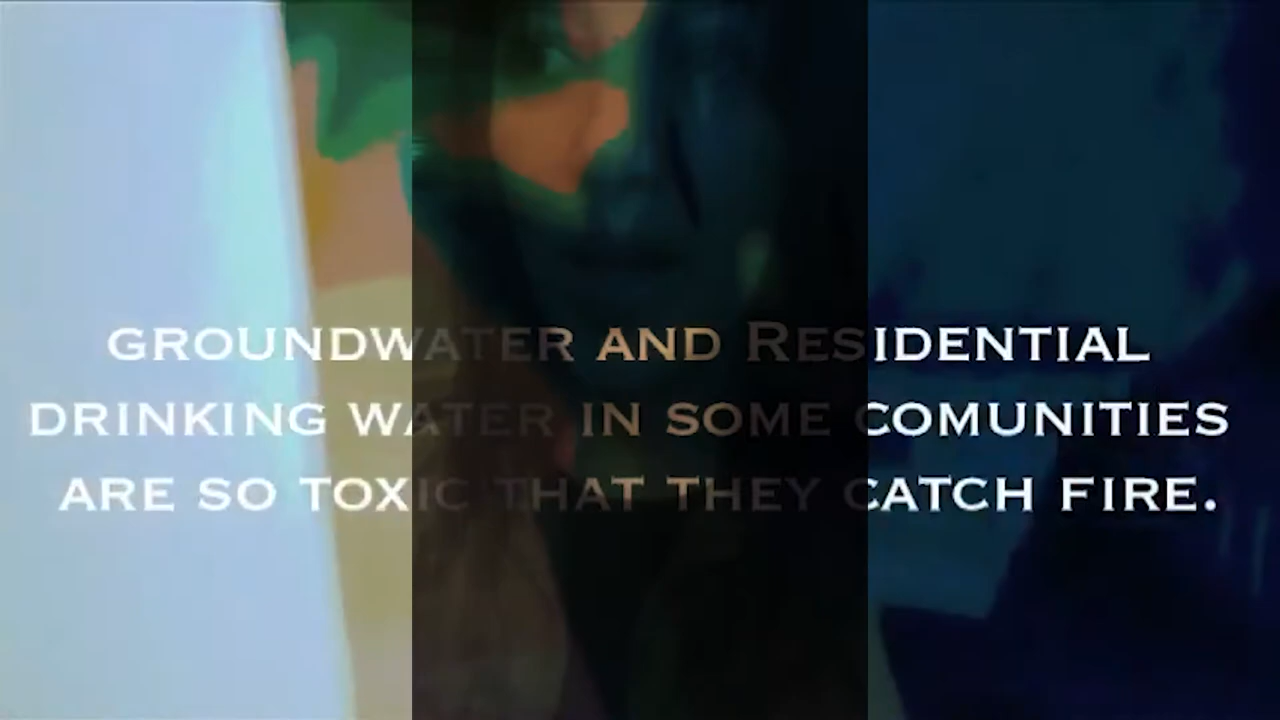 GROUNDWATER AND RESIDENTIAL
DRINKING WATER IN SOME COMUNITIES
ARE SO TOXIC THAT THEY CATCH FIRE.